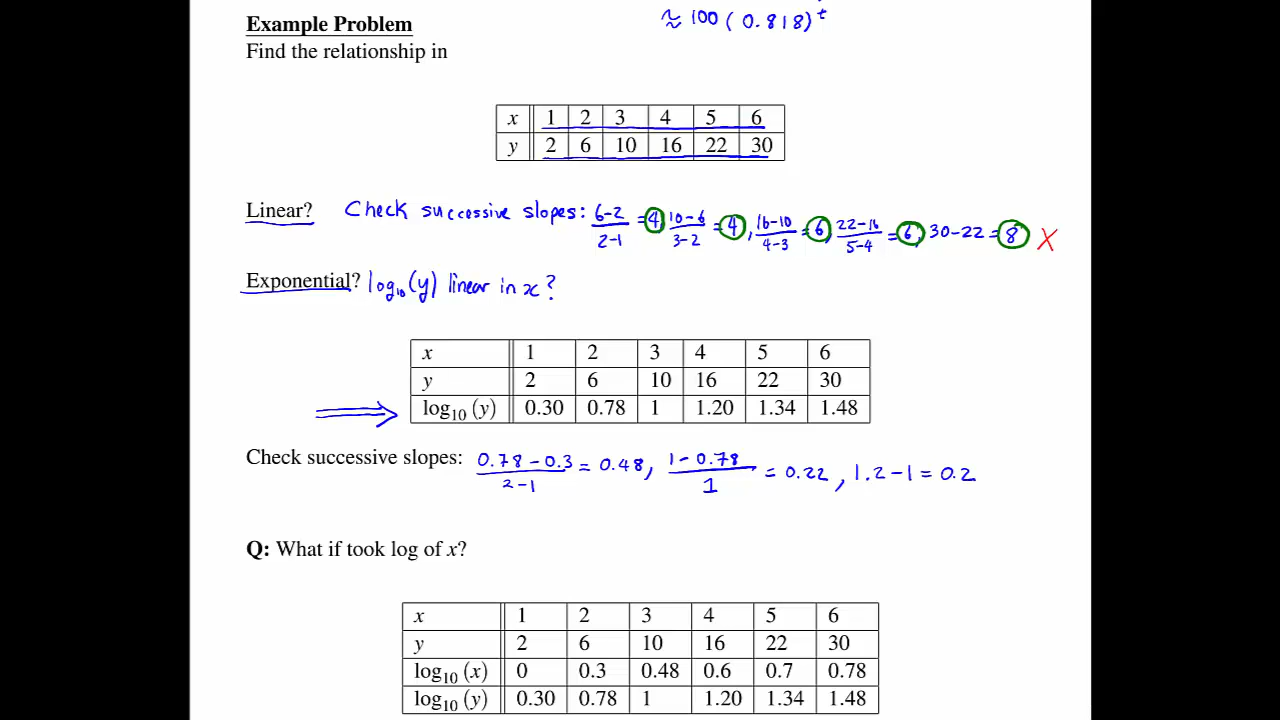 ≈ 100 (0.818)^t
Example Problem
Find the relationship in
x 1 2 3 4 5 6
y 2 6 10 16 22 30
Linear? Check successive slopes: (6-2)/(2-1) = 4, (10-6)/(3-2) = 4, (16-10)/(4-3) = 6, (22-16)/(5-4) = 6, 30-22 = 8 X
Exponential? log₁₀(y) linear in x?
x 1 2 3 4 5 6
y 2 6 10 16 22 30
⟹ log₁₀(y) 0.30 0.78 1 1.20 1.34 1.48
Check successive slopes: (0.78-0.3)/(2-1) = 0.48, (1-0.78)/1 = 0.22, 1.2-1 = 0.2
Q: What if took log of x?
x 1 2 3 4 5 6
y 2 6 10 16 22 30
log₁₀(x) 0 0.3 0.48 0.6 0.7 0.78
log₁₀(y) 0.30 0.78 1 1.20 1.34 1.48